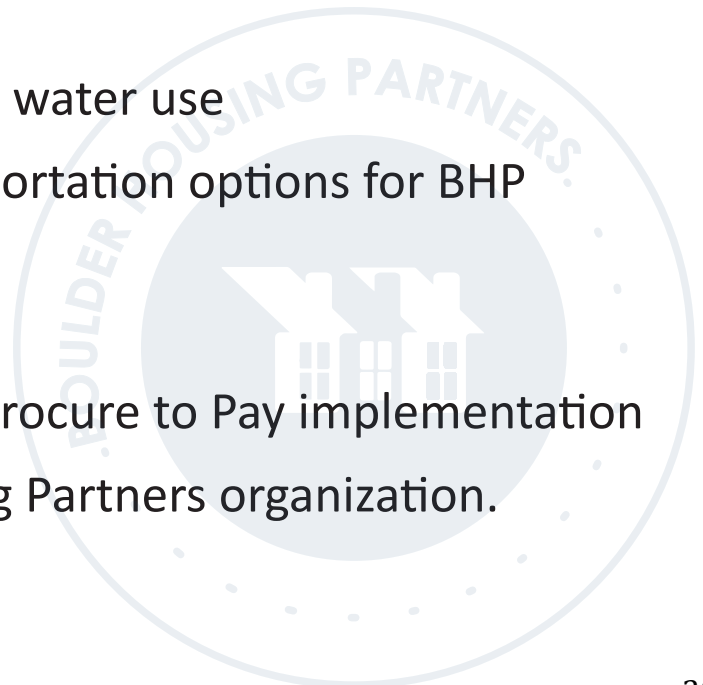 water use
ortation options for BHP
rocure to Pay implementation
g Partners organization.
BOULDER HOUSING PARTNERS